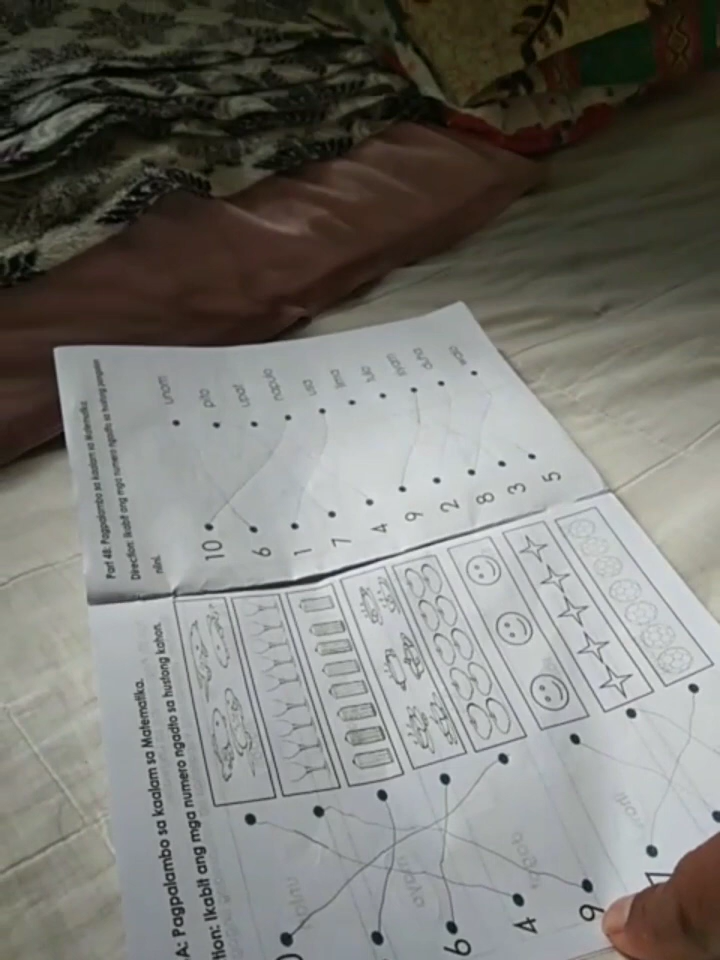 Part 4B: Pagpalambo sa kaalam sa Matematika.
Direction: Ikabit ang mga numero ngadto sa hustong pangalan
niini.
10 unom
6 pito
1 upat
7 napulo
4 usa
9 lima
2 tulo
8 siyam
3 duha
5 walo
A: Pagpalambo sa kaalam sa Matematika.
tion: Ikabit ang mga numero ngadto sa hustong kahon.
6
4
9